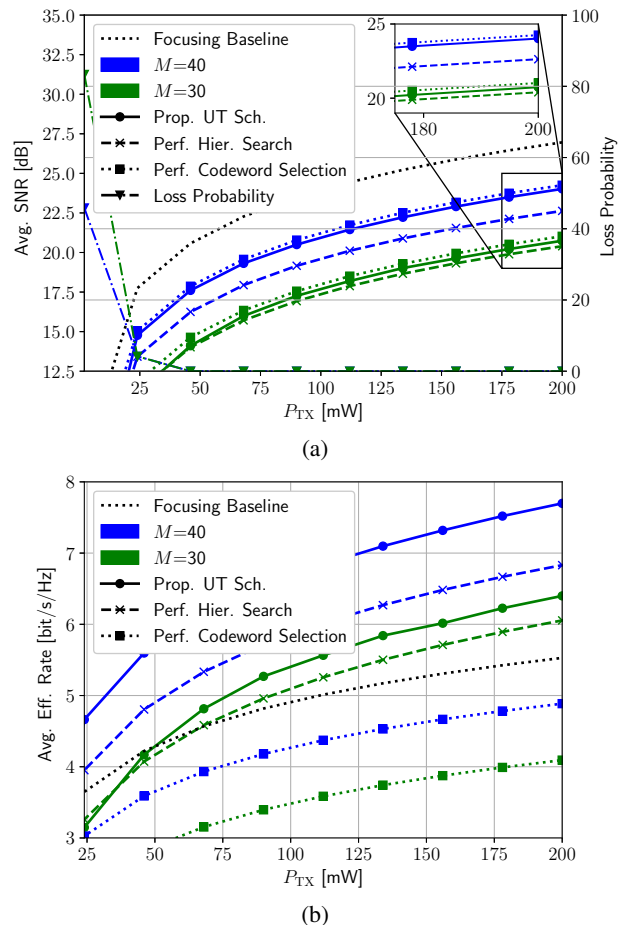 35.0
32.5
30.0
27.5
25.0
22.5
20.0
17.5
15.0
12.5
Avg. SNR [dB]
Focusing Baseline
M=40
M=30
Prop. UT Sch.
Perf. Hier. Search
Perf. Codeword Selection
Loss Probability
25
20
180
200
100
80
60
40
20
0
Loss Probability
25
50
75
100
125
150
175
200
P_TX [mW]
(a)
8
7
6
5
4
3
Avg. Eff. Rate [bit/s/Hz]
Focusing Baseline
M=40
M=30
Prop. UT Sch.
Perf. Hier. Search
Perf. Codeword Selection
25
50
75
100
125
150
175
200
P_TX [mW]
(b)